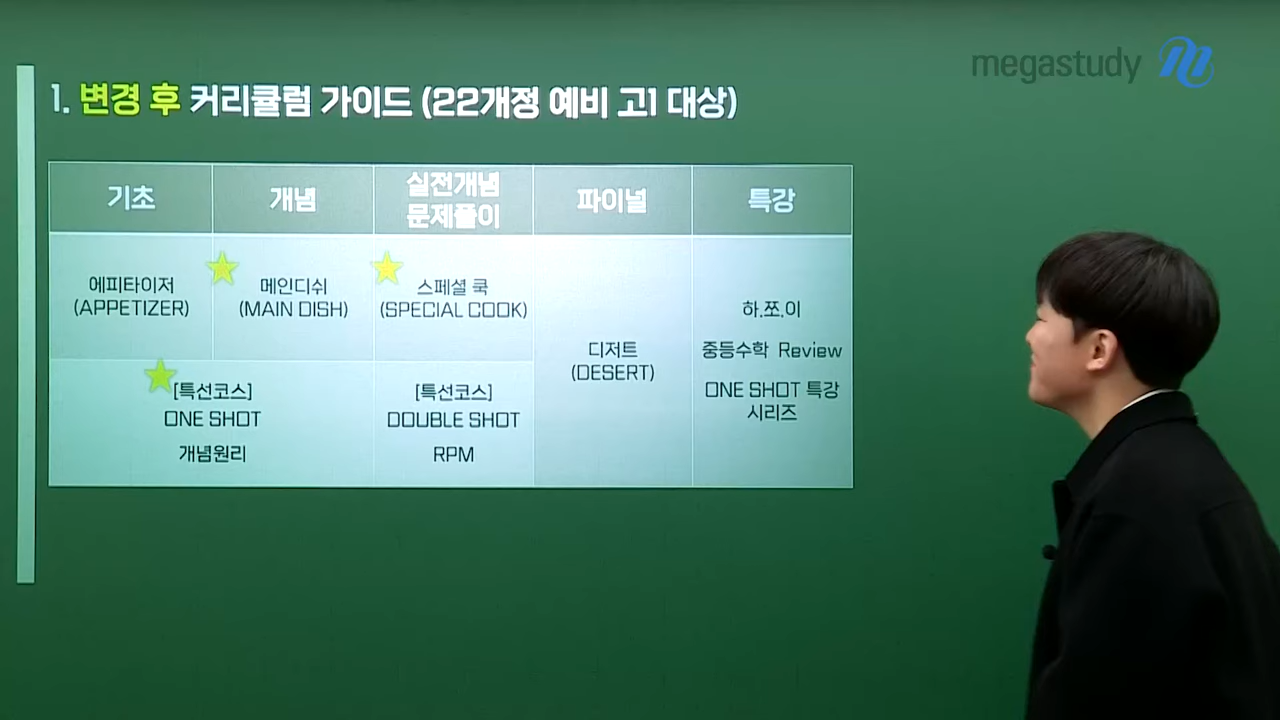 megastudy
1. 변경 후 커리큘럼 가이드 (22개정 예비 고1 대상)
기초
개념
실전개념
문제풀이
파이널
특강
에피타이저
(APPETIZER)
메인디쉬
(MAIN DISH)
스페셜 쿡
(SPECIAL COOK)
디저트
(DESERT)
하.쪼.이
중등수학 Review
ONE SHOT 특강
시리즈
[특선코스]
ONE SHOT
개념원리
[특선코스]
DOUBLE SHOT
RPM